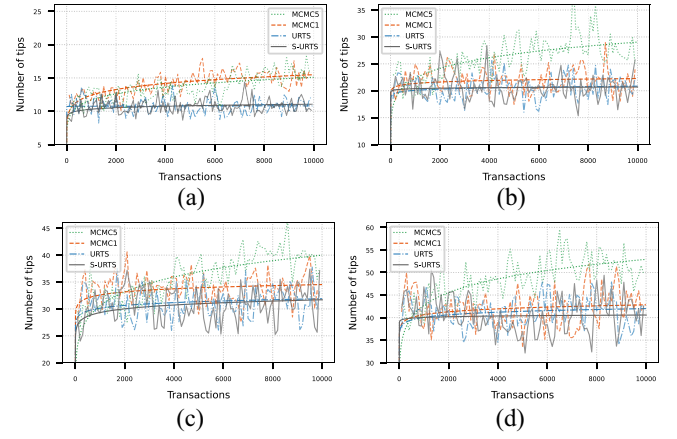 25
20
15
10
5
Number of tips
MCMC5
MCMC1
URTS
S-URTS
0 2000 4000 6000 8000 10000
Transactions
(a)
35
30
25
20
15
10
Number of tips
MCMC5
MCMC1
URTS
S-URTS
0 2000 4000 6000 8000 10000
Transactions
(b)
45
40
35
30
25
20
Number of tips
MCMC5
MCMC1
URTS
S-URTS
0 2000 4000 6000 8000 10000
Transactions
(c)
60
55
50
45
40
35
30
Number of tips
MCMC5
MCMC1
URTS
S-URTS
0 2000 4000 6000 8000 10000
Transactions
(d)